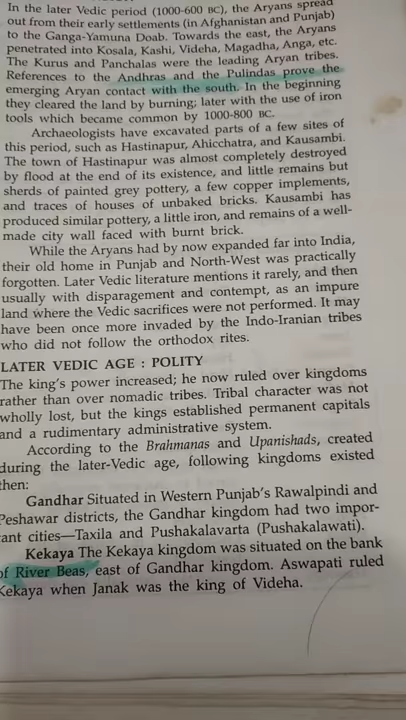 In the later Vedic period (1000-600 BC), the Aryans spread
out from their early settlements (in Afghanistan and Punjab)
to the Ganga-Yamuna Doab. Towards the east, the Aryans
penetrated into Kosala, Kashi, Videha, Magadha, Anga, etc.
The Kurus and Panchalas were the leading Aryan tribes.
References to the Andhras and the Pulindas prove the
emerging Aryan contact with the south. In the beginning
they cleared the land by burning; later with the use of iron
tools which became common by 1000-800 BC.
Archaeologists have excavated parts of a few sites of
this period, such as Hastinapur, Ahicchatra, and Kausambi.
The town of Hastinapur was almost completely destroyed
by flood at the end of its existence, and little remains but
sherds of painted grey pottery, a few copper implements,
and traces of houses of unbaked bricks. Kausambi has
produced similar pottery, a little iron, and remains of a well-
made city wall faced with burnt brick.
While the Aryans had by now expanded far into India,
their old home in Punjab and North-West was practically
forgotten. Later Vedic literature mentions it rarely, and then
usually with disparagement and contempt, as an impure
land where the Vedic sacrifices were not performed. It may
have been once more invaded by the Indo-Iranian tribes
who did not follow the orthodox rites.
LATER VEDIC AGE : POLITY
The king's power increased; he now ruled over kingdoms
rather than over nomadic tribes. Tribal character was not
wholly lost, but the kings established permanent capitals
and a rudimentary administrative system.
According to the Brahmanas and Upanishads, created
during the later-Vedic age, following kingdoms existed
then:
Gandhar Situated in Western Punjab's Rawalpindi and
Peshawar districts, the Gandhar kingdom had two impor-
ant cities—Taxila and Pushakalavarta (Pushakalawati).
Kekaya The Kekaya kingdom was situated on the bank
of River Beas, east of Gandhar kingdom. Aswapati ruled
Kekaya when Janak was the king of Videha.